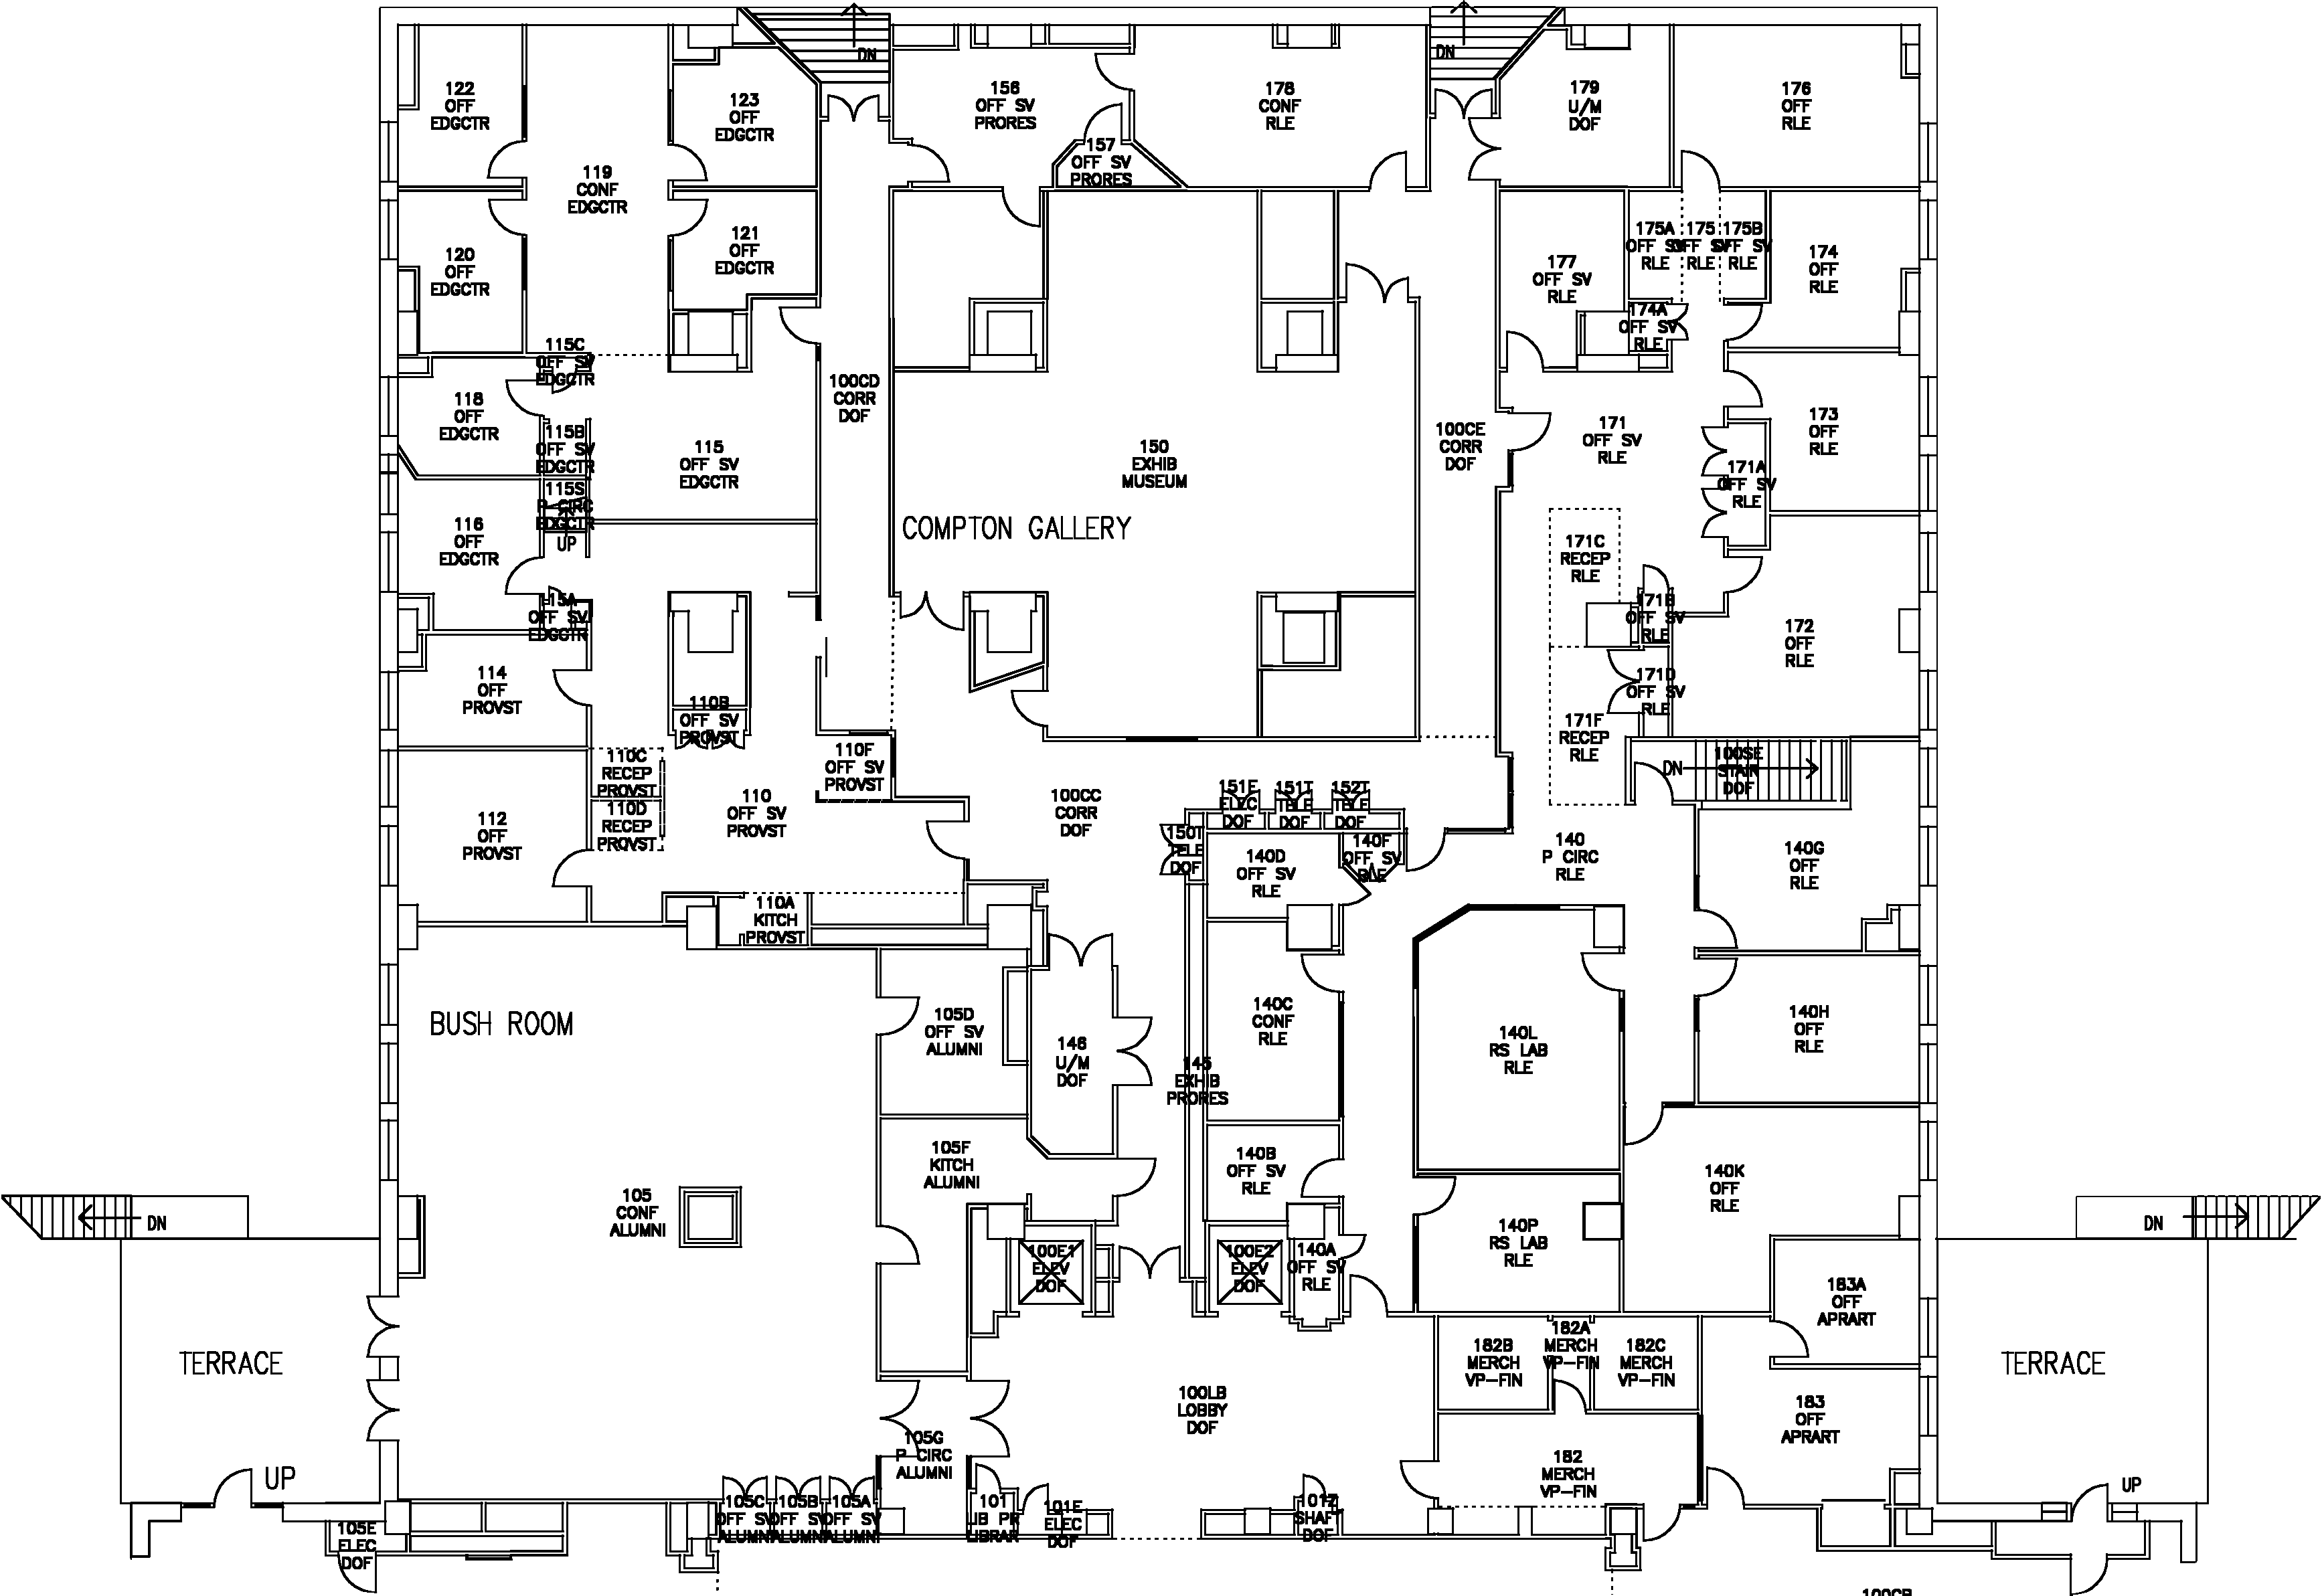 DN
DN
122
OFF
EDGCTR
123
OFF
EDGCTR
156
OFF SV
PRORES
178
CONF
RLE
179
U/M
DOF
176
OFF
RLE
119
CONF
EDGCTR
157
OFF SV
PRORES
120
OFF
EDGCTR
121
OFF
EDGCTR
177
OFF SV
RLE
175A
OFF SV
RLE
175
OFF SV
RLE
175B
OFF SV
RLE
174
OFF
RLE
174A
OFF SV
RLE
115C
OFF SV
EDGCTR
118
OFF
EDGCTR
115B
OFF SV
EDGCTR
115
OFF SV
EDGCTR
100CD
CORR
DOF
150
EXHIB
MUSEUM
COMPTON GALLERY
100CE
CORR
DOF
171
OFF SV
RLE
173
OFF
RLE
171A
OFF SV
RLE
115S
P CIRC
EDGCTR
UP
116
OFF
EDGCTR
171C
RECEP
RLE
15A
OFF SV
EDGCTR
171B
OFF SV
RLE
172
OFF
RLE
114
OFF
PROVST
110B
OFF SV
PROVST
171D
OFF SV
RLE
171F
RECEP
RLE
110C
RECEP
PROVST
110D
RECEP
PROVST
110
OFF SV
PROVST
110F
OFF SV
PROVST
112
OFF
PROVST
100CC
CORR
DOF
151E
ELEC
DOF
151T
TELE
DOF
152T
TELE
DOF
DN
100SE
STAIR
DOF
150T
TELE
DOF
140D
OFF SV
RLE
140F
OFF SV
RLE
140
P CIRC
RLE
140G
OFF
RLE
110A
KITCH
PROVST
BUSH ROOM
105D
OFF SV
ALUMNI
146
U/M
DOF
140C
CONF
RLE
145
EXHIB
PRORES
140L
RS LAB
RLE
140H
OFF
RLE
105F
KITCH
ALUMNI
140B
OFF SV
RLE
140K
OFF
RLE
105
CONF
ALUMNI
DN
100E1
ELEV
DOF
100E2
ELEV
DOF
140A
OFF SV
RLE
140P
RS LAB
RLE
DN
183A
OFF
APRART
TERRACE
182B
MERCH
VP-FIN
182A
MERCH
VP-FIN
182C
MERCH
VP-FIN
TERRACE
100LB
LOBBY
DOF
183
OFF
APRART
105G
P CIRC
ALUMNI
182
MERCH
VP-FIN
UP
UP
105E
ELEC
DOF
105C
OFF SV
ALUMNI
105B
OFF SV
ALUMNI
105A
OFF SV
ALUMNI
101
LIB PR
LIBRAR
101E
ELEC
DOF
101Z
SHAFT
DOF
100CB